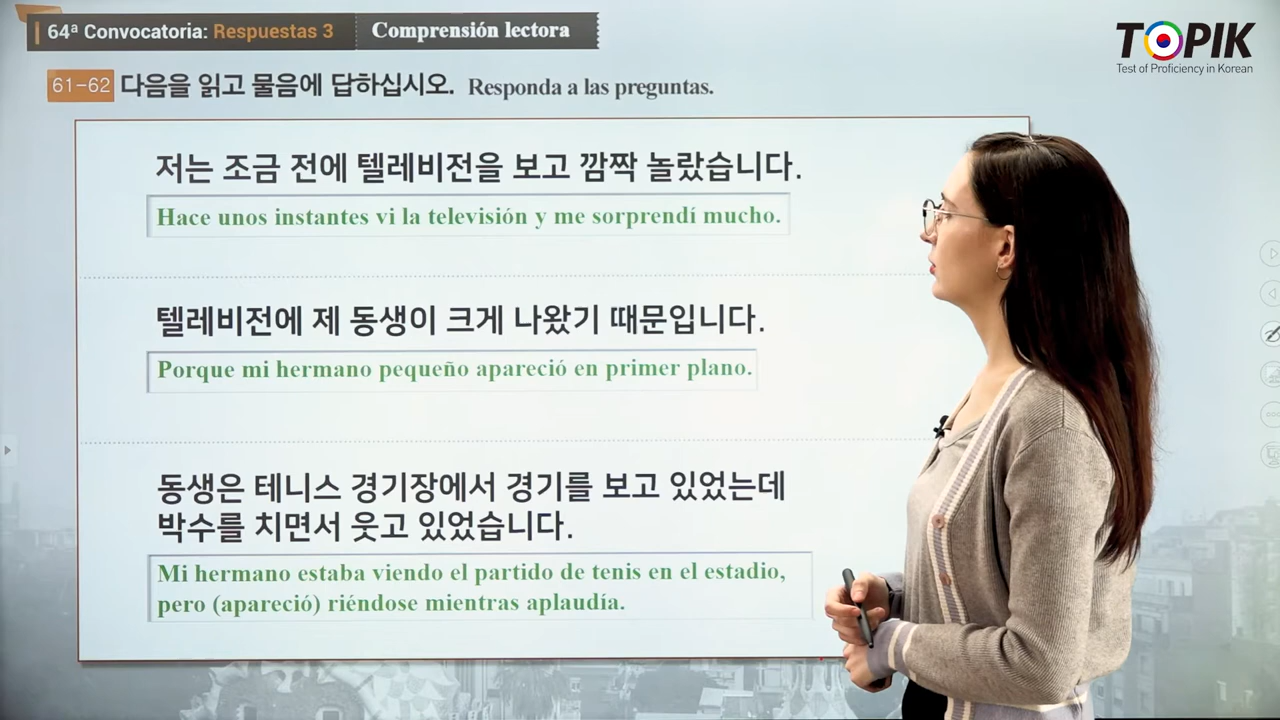 64ª Convocatoria: Respuestas 3 Comprensión lectora
TOPIK
Test of Proficiency in Korean
61-62 다음을 읽고 물음에 답하십시오. Responda a las preguntas.
저는 조금 전에 텔레비전을 보고 깜짝 놀랐습니다.
Hace unos instantes vi la televisión y me sorprendí mucho.
텔레비전에 제 동생이 크게 나왔기 때문입니다.
Porque mi hermano pequeño apareció en primer plano.
동생은 테니스 경기장에서 경기를 보고 있었는데
박수를 치면서 웃고 있었습니다.
Mi hermano estaba viendo el partido de tenis en el estadio,
pero (apareció) riéndose mientras aplaudía.